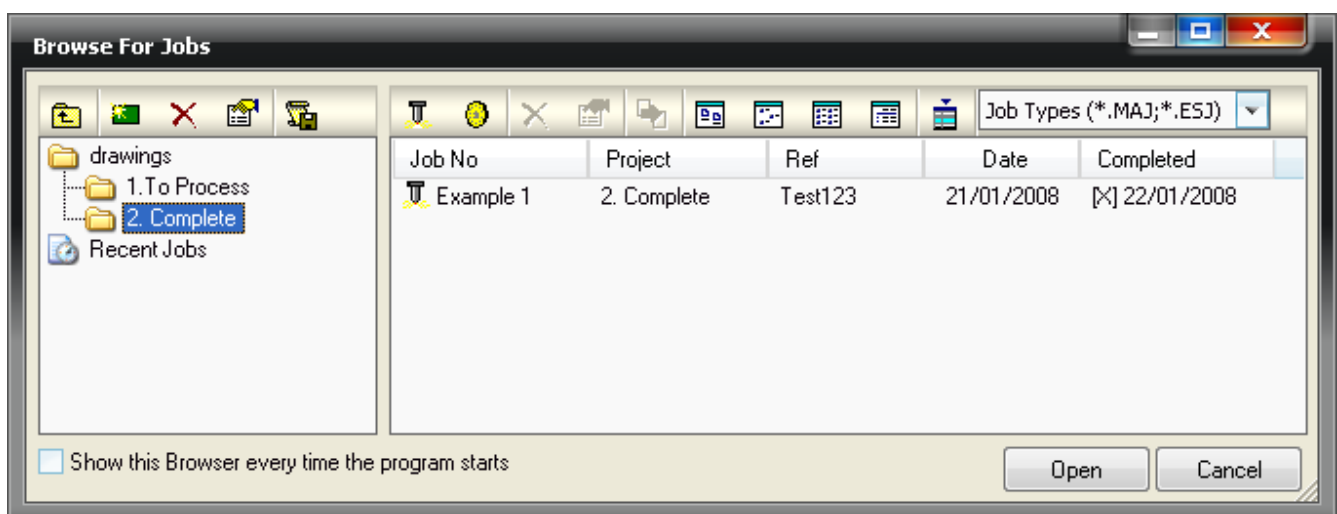 Browse For Jobs
Job Types (*.MAJ;*.ESJ)
drawings
1.To Process
2. Complete
Recent Jobs
Job No Project Ref Date Completed
Example 1 2. Complete Test123 21/01/2008 [X] 22/01/2008
Show this Browser every time the program starts
Open Cancel